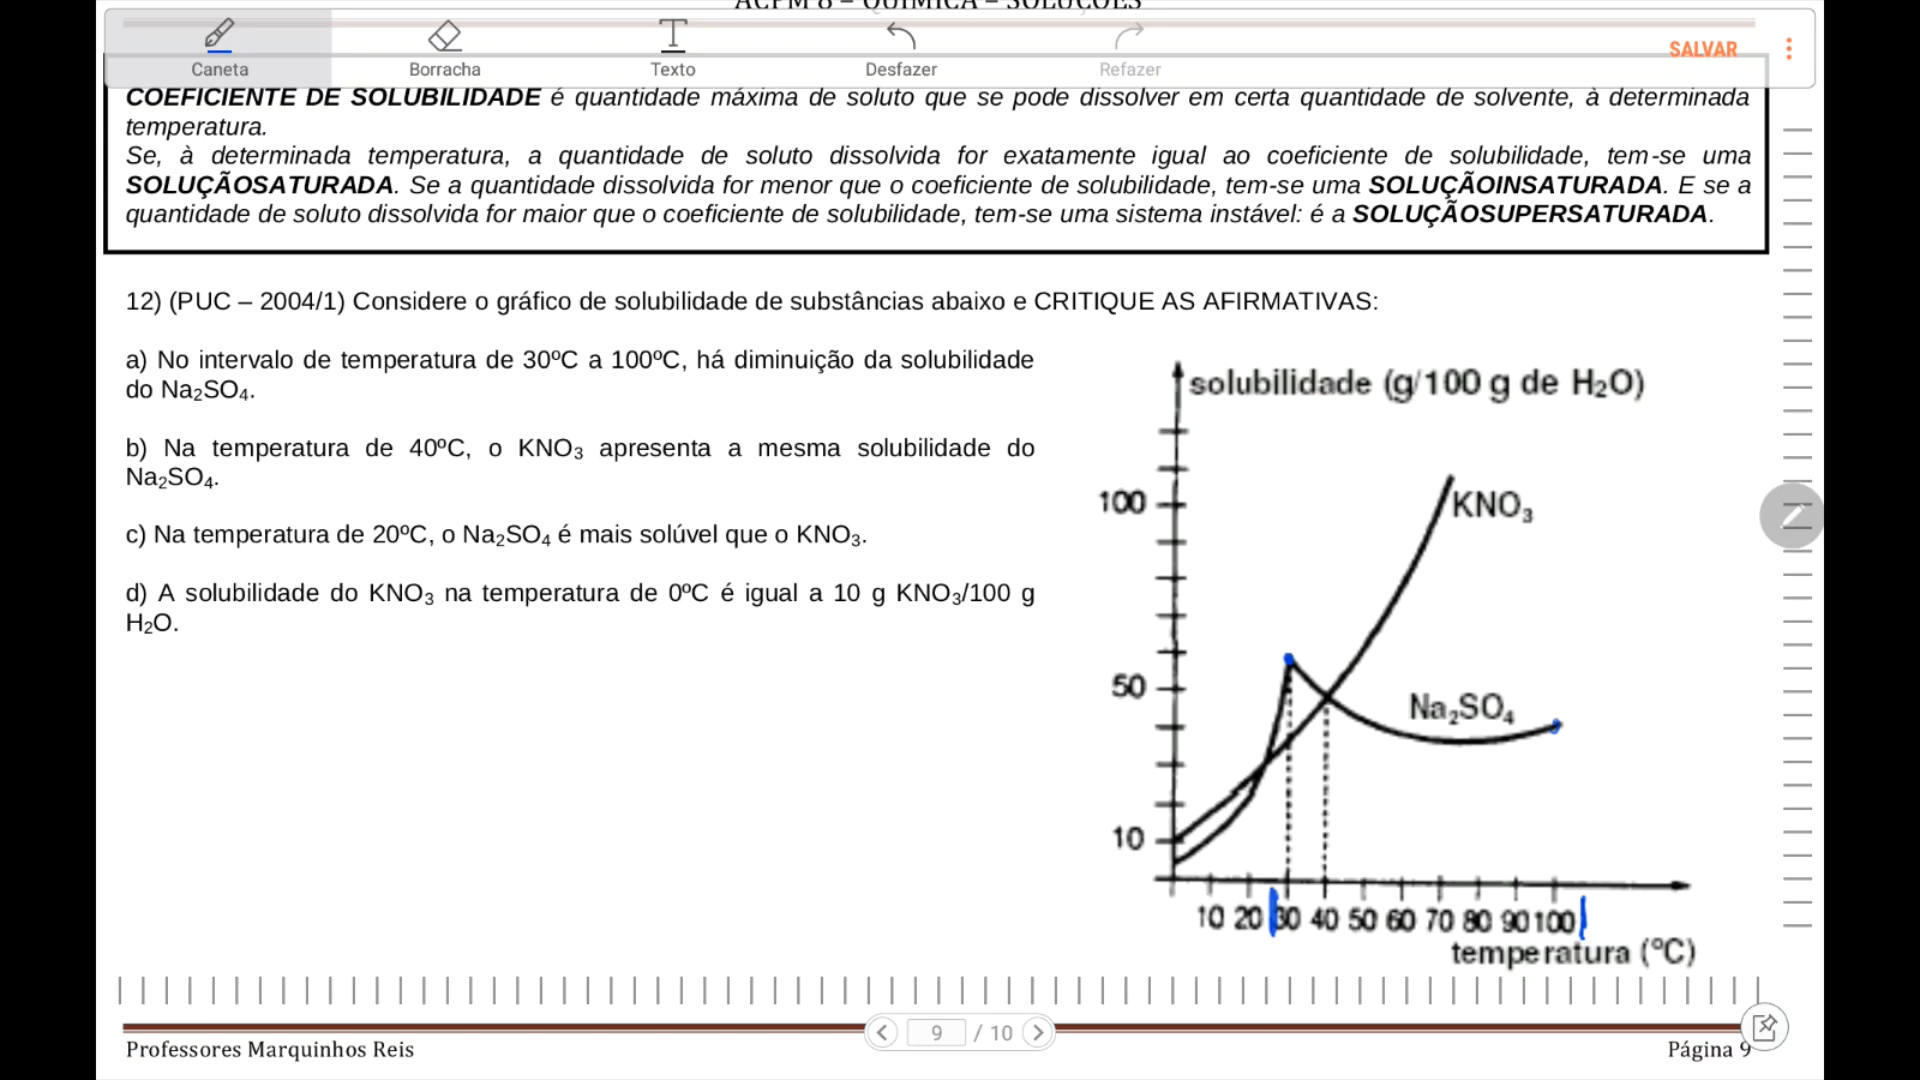 ACPM 8 – QUÍMICA – SOLUÇÕES
Caneta
Borracha
Texto
Desfazer
Refazer
SALVAR
COEFICIENTE DE SOLUBILIDADE é quantidade máxima de soluto que se pode dissolver em certa quantidade de solvente, à determinada
temperatura.
Se, à determinada temperatura, a quantidade de soluto dissolvida for exatamente igual ao coeficiente de solubilidade, tem-se uma
SOLUÇÃOSATURADA. Se a quantidade dissolvida for menor que o coeficiente de solubilidade, tem-se uma SOLUÇÃOINSATURADA. E se a
quantidade de soluto dissolvida for maior que o coeficiente de solubilidade, tem-se uma sistema instável: é a SOLUÇÃOSUPERSATURADA.
12) (PUC – 2004/1) Considere o gráfico de solubilidade de substâncias abaixo e CRITIQUE AS AFIRMATIVAS:
a) No intervalo de temperatura de 30ºC a 100ºC, há diminuição da solubilidade
do Na₂SO₄.
b) Na temperatura de 40ºC, o KNO₃ apresenta a mesma solubilidade do
Na₂SO₄.
c) Na temperatura de 20ºC, o Na₂SO₄ é mais solúvel que o KNO₃.
d) A solubilidade do KNO₃ na temperatura de 0ºC é igual a 10 g KNO₃/100 g
H₂O.
solubilidade (g/100 g de H₂O)
100
KNO₃
50
Na₂SO₄
10
10 20 30 40 50 60 70 80 90 100
temperatura (°C)
9 / 10
Professores Marquinhos Reis
Página 9